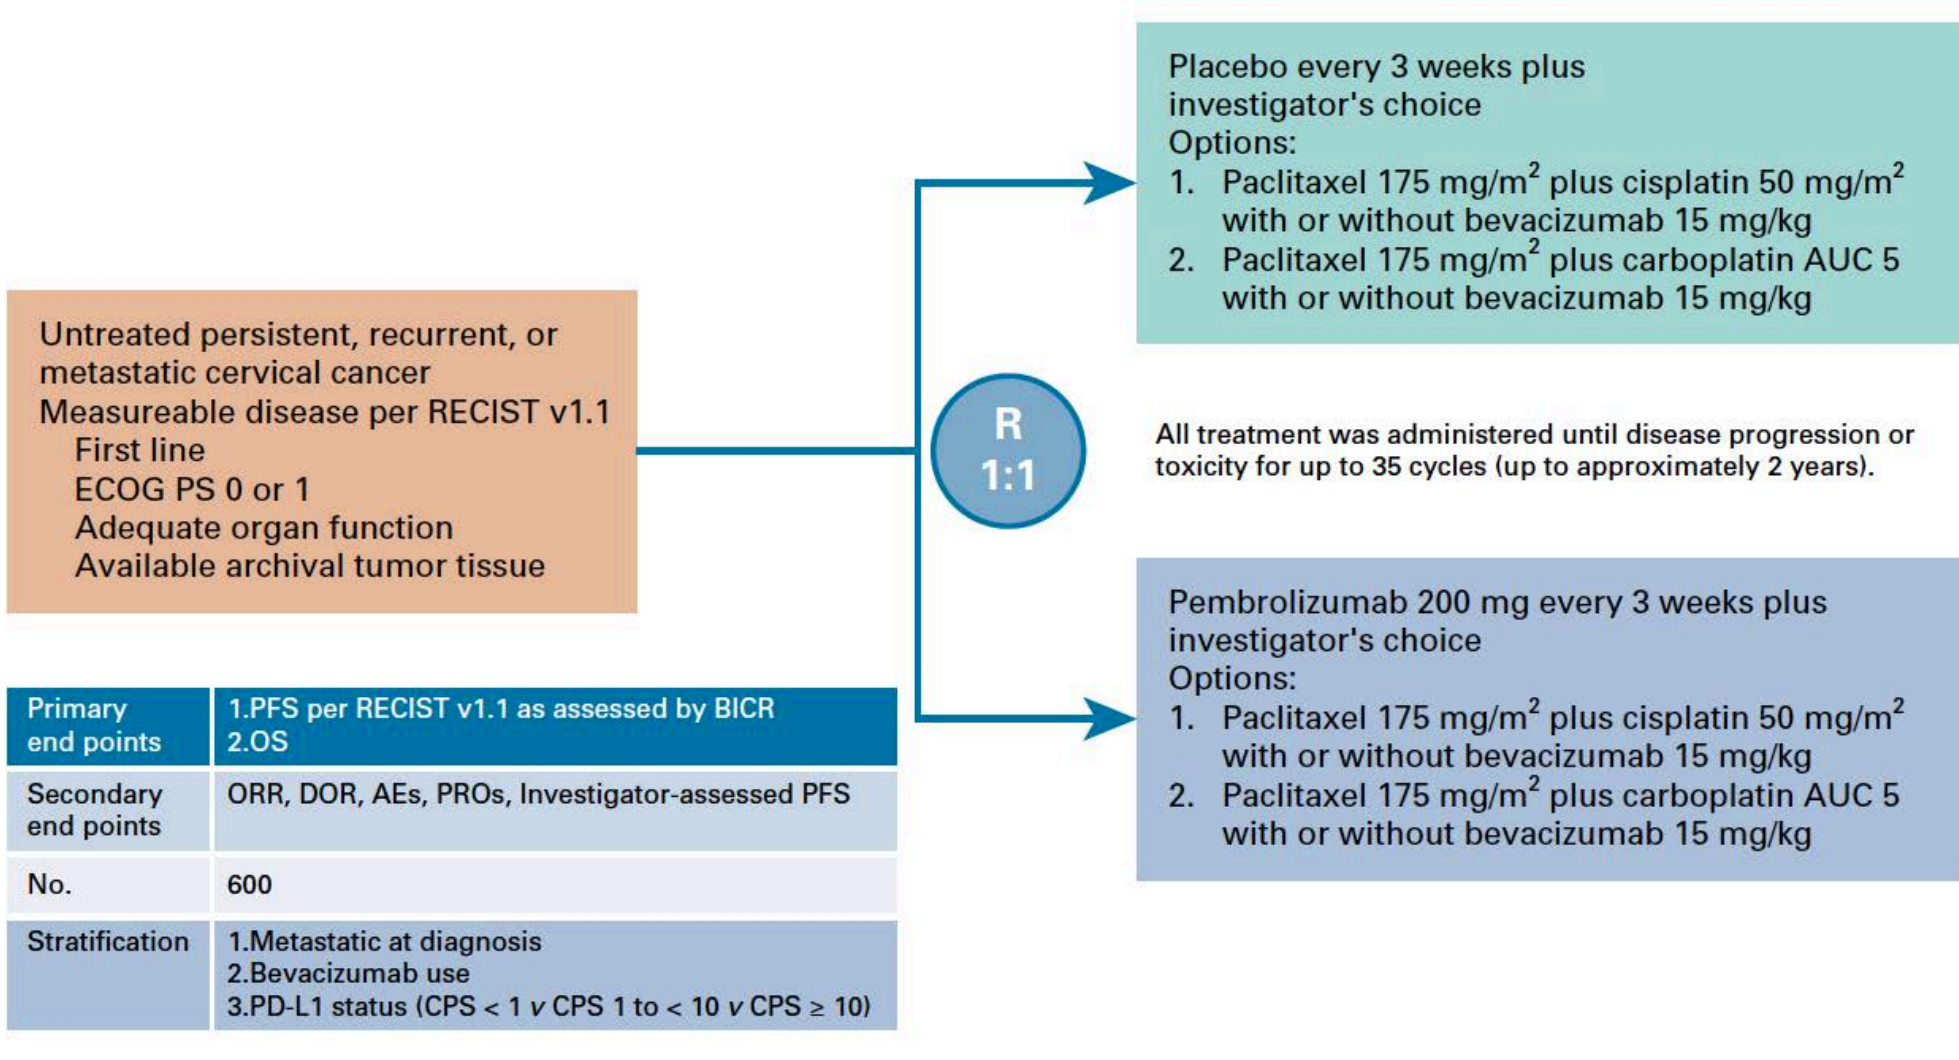 Untreated persistent, recurrent, or
metastatic cervical cancer
Measureable disease per RECIST v1.1
First line
ECOG PS 0 or 1
Adequate organ function
Available archival tumor tissue
R
1:1
Placebo every 3 weeks plus
investigator's choice
Options:
1. Paclitaxel 175 mg/m² plus cisplatin 50 mg/m²
with or without bevacizumab 15 mg/kg
2. Paclitaxel 175 mg/m² plus carboplatin AUC 5
with or without bevacizumab 15 mg/kg
All treatment was administered until disease progression or
toxicity for up to 35 cycles (up to approximately 2 years).
Pembrolizumab 200 mg every 3 weeks plus
investigator's choice
Options:
1. Paclitaxel 175 mg/m² plus cisplatin 50 mg/m²
with or without bevacizumab 15 mg/kg
2. Paclitaxel 175 mg/m² plus carboplatin AUC 5
with or without bevacizumab 15 mg/kg
Primary
end points
1.PFS per RECIST v1.1 as assessed by BICR
2.OS
Secondary
end points
ORR, DOR, AEs, PROs, Investigator-assessed PFS
No.
600
Stratification
1.Metastatic at diagnosis
2.Bevacizumab use
3.PD-L1 status (CPS < 1 v CPS 1 to < 10 v CPS ≥ 10)